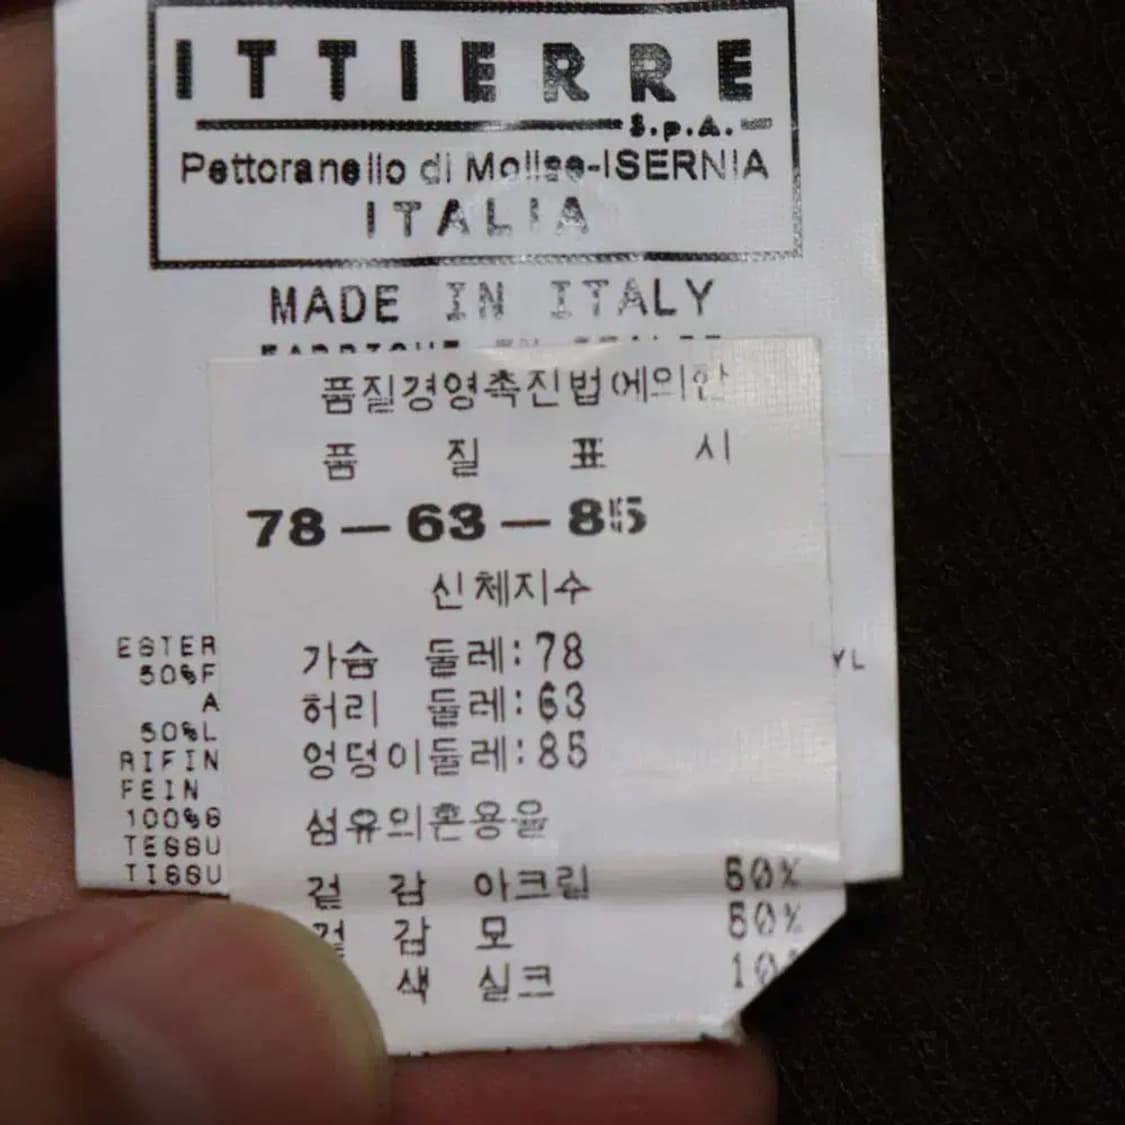 ITTIERRE
S.p.A.
Pettoranello di Molise-ISERNIA
ITALIA
MADE IN ITALY
품질경영촉진법에의한
품 질 표 시
78-63-85
신체지수
가슴 둘레:78
허리 둘레:63
엉덩이둘레:85
섬유의혼용율
겉 감 아크릴 50%
겉 감 모 50%
색 실크
ESTER
50%F
A
50%L
RIFIN
FEIN
100%G
TESSU
TISSU
YL